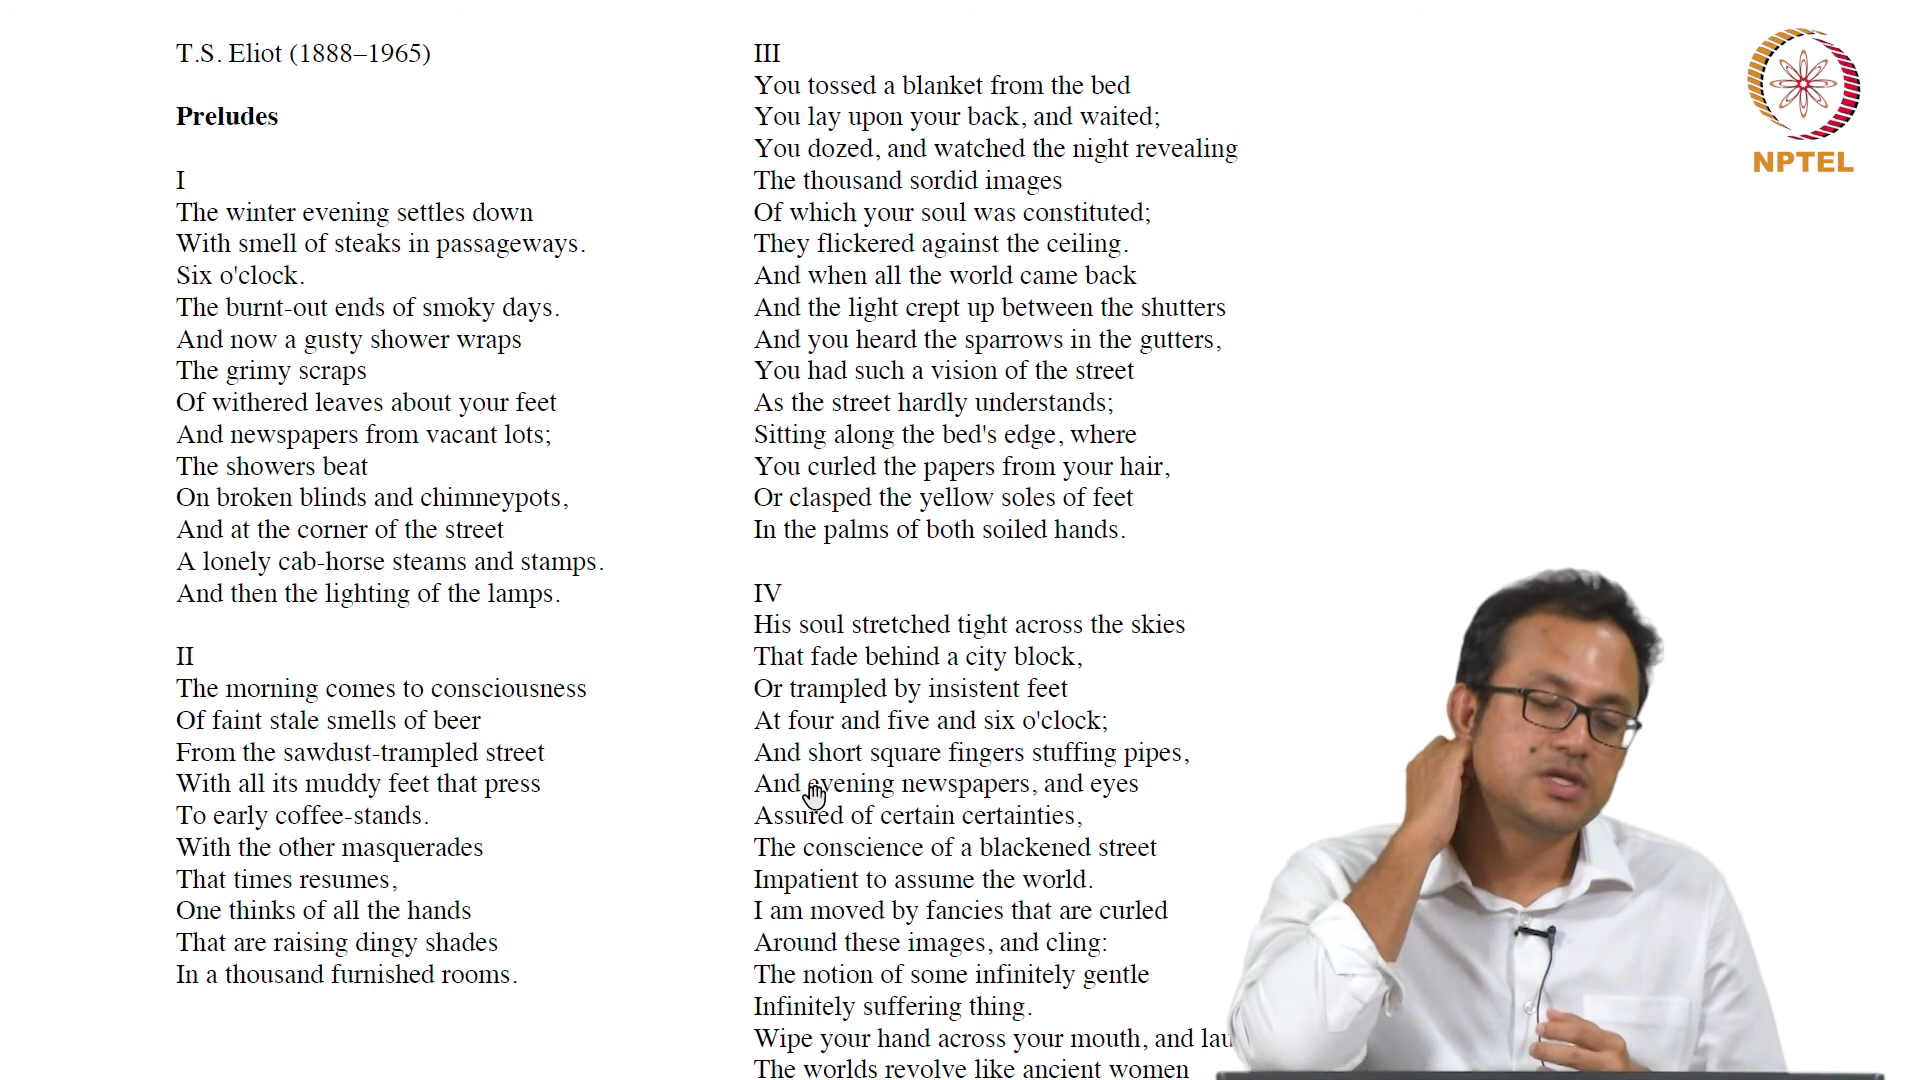 T.S. Eliot (1888–1965)
Preludes
I
The winter evening settles down
With smell of steaks in passageways.
Six o'clock.
The burnt-out ends of smoky days.
And now a gusty shower wraps
The grimy scraps
Of withered leaves about your feet
And newspapers from vacant lots;
The showers beat
On broken blinds and chimneypots,
And at the corner of the street
A lonely cab-horse steams and stamps.
And then the lighting of the lamps.
II
The morning comes to consciousness
Of faint stale smells of beer
From the sawdust-trampled street
With all its muddy feet that press
To early coffee-stands.
With the other masquerades
That times resumes,
One thinks of all the hands
That are raising dingy shades
In a thousand furnished rooms.
III
You tossed a blanket from the bed
You lay upon your back, and waited;
You dozed, and watched the night revealing
The thousand sordid images
Of which your soul was constituted;
They flickered against the ceiling.
And when all the world came back
And the light crept up between the shutters
And you heard the sparrows in the gutters,
You had such a vision of the street
As the street hardly understands;
Sitting along the bed's edge, where
You curled the papers from your hair,
Or clasped the yellow soles of feet
In the palms of both soiled hands.
IV
His soul stretched tight across the skies
That fade behind a city block,
Or trampled by insistent feet
At four and five and six o'clock;
And short square fingers stuffing pipes,
And evening newspapers, and eyes
Assured of certain certainties,
The conscience of a blackened street
Impatient to assume the world.
I am moved by fancies that are curled
Around these images, and cling:
The notion of some infinitely gentle
Infinitely suffering thing.
Wipe your hand across your mouth, and
The worlds revolve like ancient women
NPTEL